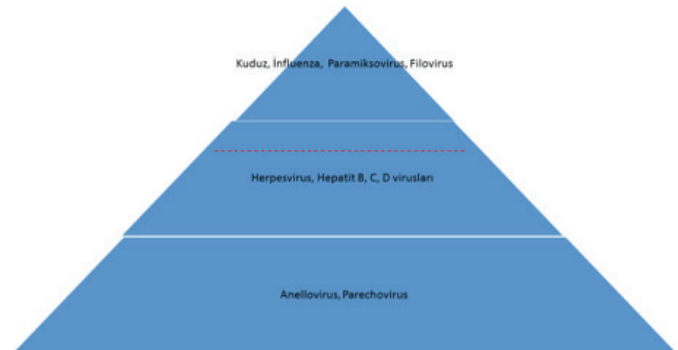 Kuduz, İnfluenza, Paramiksovirus, Filovirus
Herpesvirus, Hepatit B, C, D virusları
Anellovirus, Parechovirus